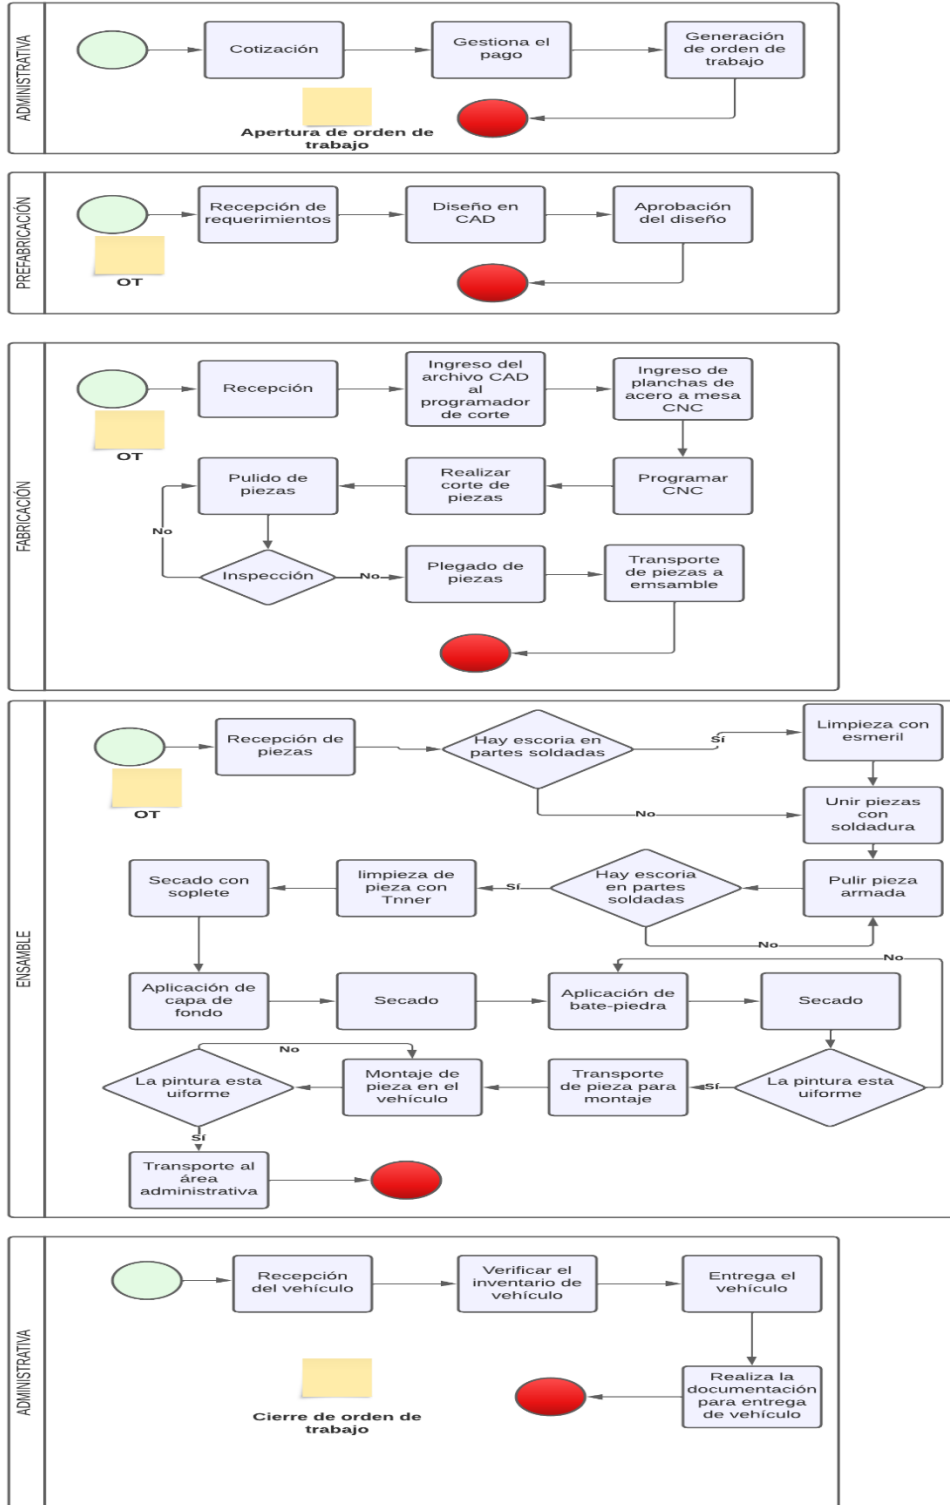 ADMINISTRATIVA
Cotización
Gestiona el
pago
Generación
de orden de
trabajo
Apertura de orden de
trabajo
PREFABRICACIÓN
Recepción de
requerimientos
Diseño en
CAD
Aprobación
del diseño
OT
FABRICACIÓN
Recepción
Ingreso del
archivo CAD
al
programador
de corte
Ingreso de
planchas de
acero a mesa
CNC
OT
Pulido de
piezas
Realizar
corte de
piezas
Programar
CNC
No
Inspección
No
Plegado de
piezas
Transporte
de piezas a
emsamble
ENSAMBLE
Recepción de
piezas
Hay escoria en
partes soldadas
Sí
Limpieza con
esmeril
OT
No
Unir piezas
con
soldadura
Secado con
soplete
limpieza de
pieza con
Tnner
Sí
Hay escoria
en partes
soldadas
Pulir pieza
armada
No
No
Aplicación de
capa de
fondo
Secado
Aplicación de
bate-piedra
Secado
No
La pintura esta
uiforme
Montaje de
pieza en el
vehículo
Transporte
de pieza para
montaje
Sí
La pintura esta
uiforme
Sí
Transporte al
área
administrativa
ADMINISTRATIVA
Recepción
del vehículo
Verificar el
inventario de
vehículo
Entrega el
vehículo
Cierre de orden de
trabajo
Realiza la
documentación
para entrega
de vehículo